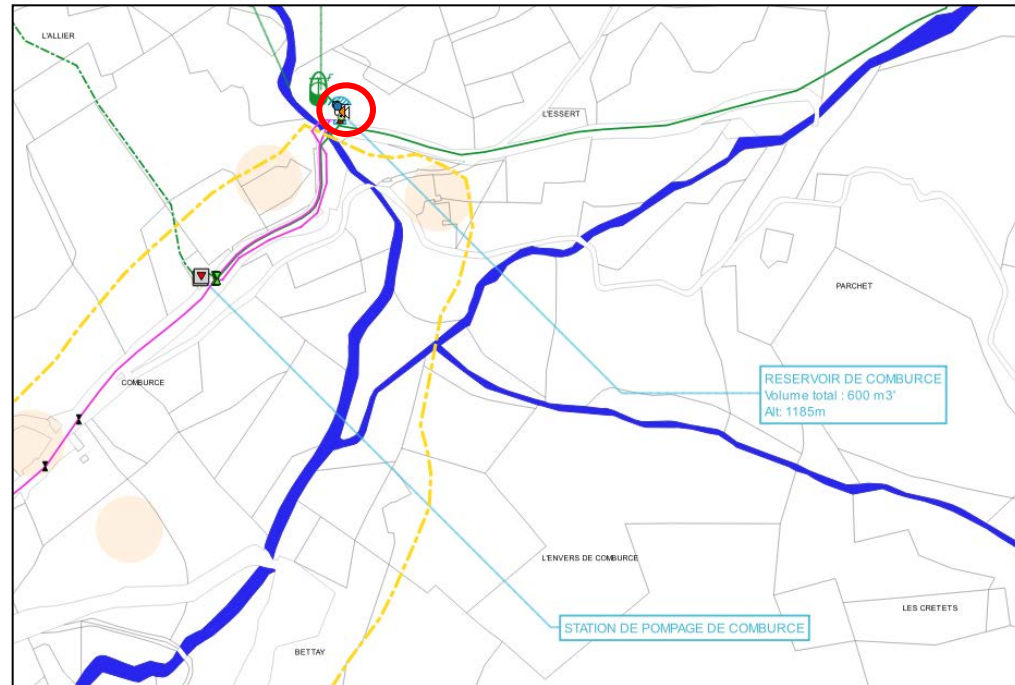 L'ALLIER
L'ESSERT
PARCHET
RESERVOIR DE COMBURCE
Volume total : 600 m3'
Alt: 1185m
COMBURCE
L'ENVERS DE COMBURCE
LES CRETETS
STATION DE POMPAGE DE COMBURCE
BETTAY